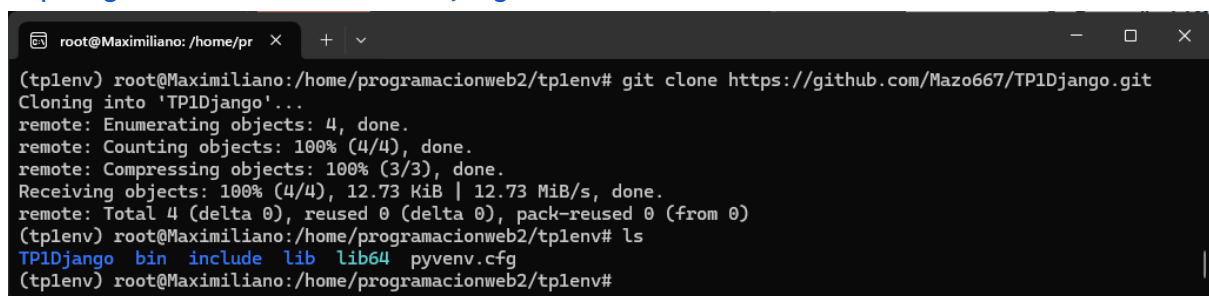 root@Maximiliano: /home/pr
(tp1env) root@Maximiliano:/home/programacionweb2/tp1env# git clone https://github.com/Mazo667/TP1Django.git
Cloning into 'TP1Django'...
remote: Enumerating objects: 4, done.
remote: Counting objects: 100% (4/4), done.
remote: Compressing objects: 100% (3/3), done.
Receiving objects: 100% (4/4), 12.73 KiB | 12.73 MiB/s, done.
remote: Total 4 (delta 0), reused 0 (delta 0), pack-reused 0 (from 0)
(tp1env) root@Maximiliano:/home/programacionweb2/tp1env# ls
TP1Django bin include lib lib64 pyvenv.cfg
(tp1env) root@Maximiliano:/home/programacionweb2/tp1env#